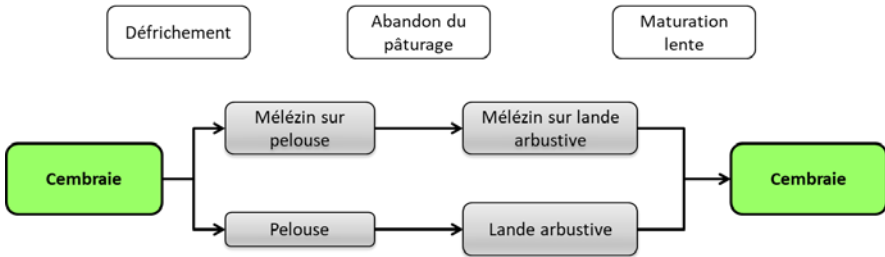 Défrichement
Abandon du
pâturage
Maturation
lente
Mélézin sur
pelouse
Mélézin sur lande
arbustive
Cembraie
Cembraie
Pelouse
Lande arbustive